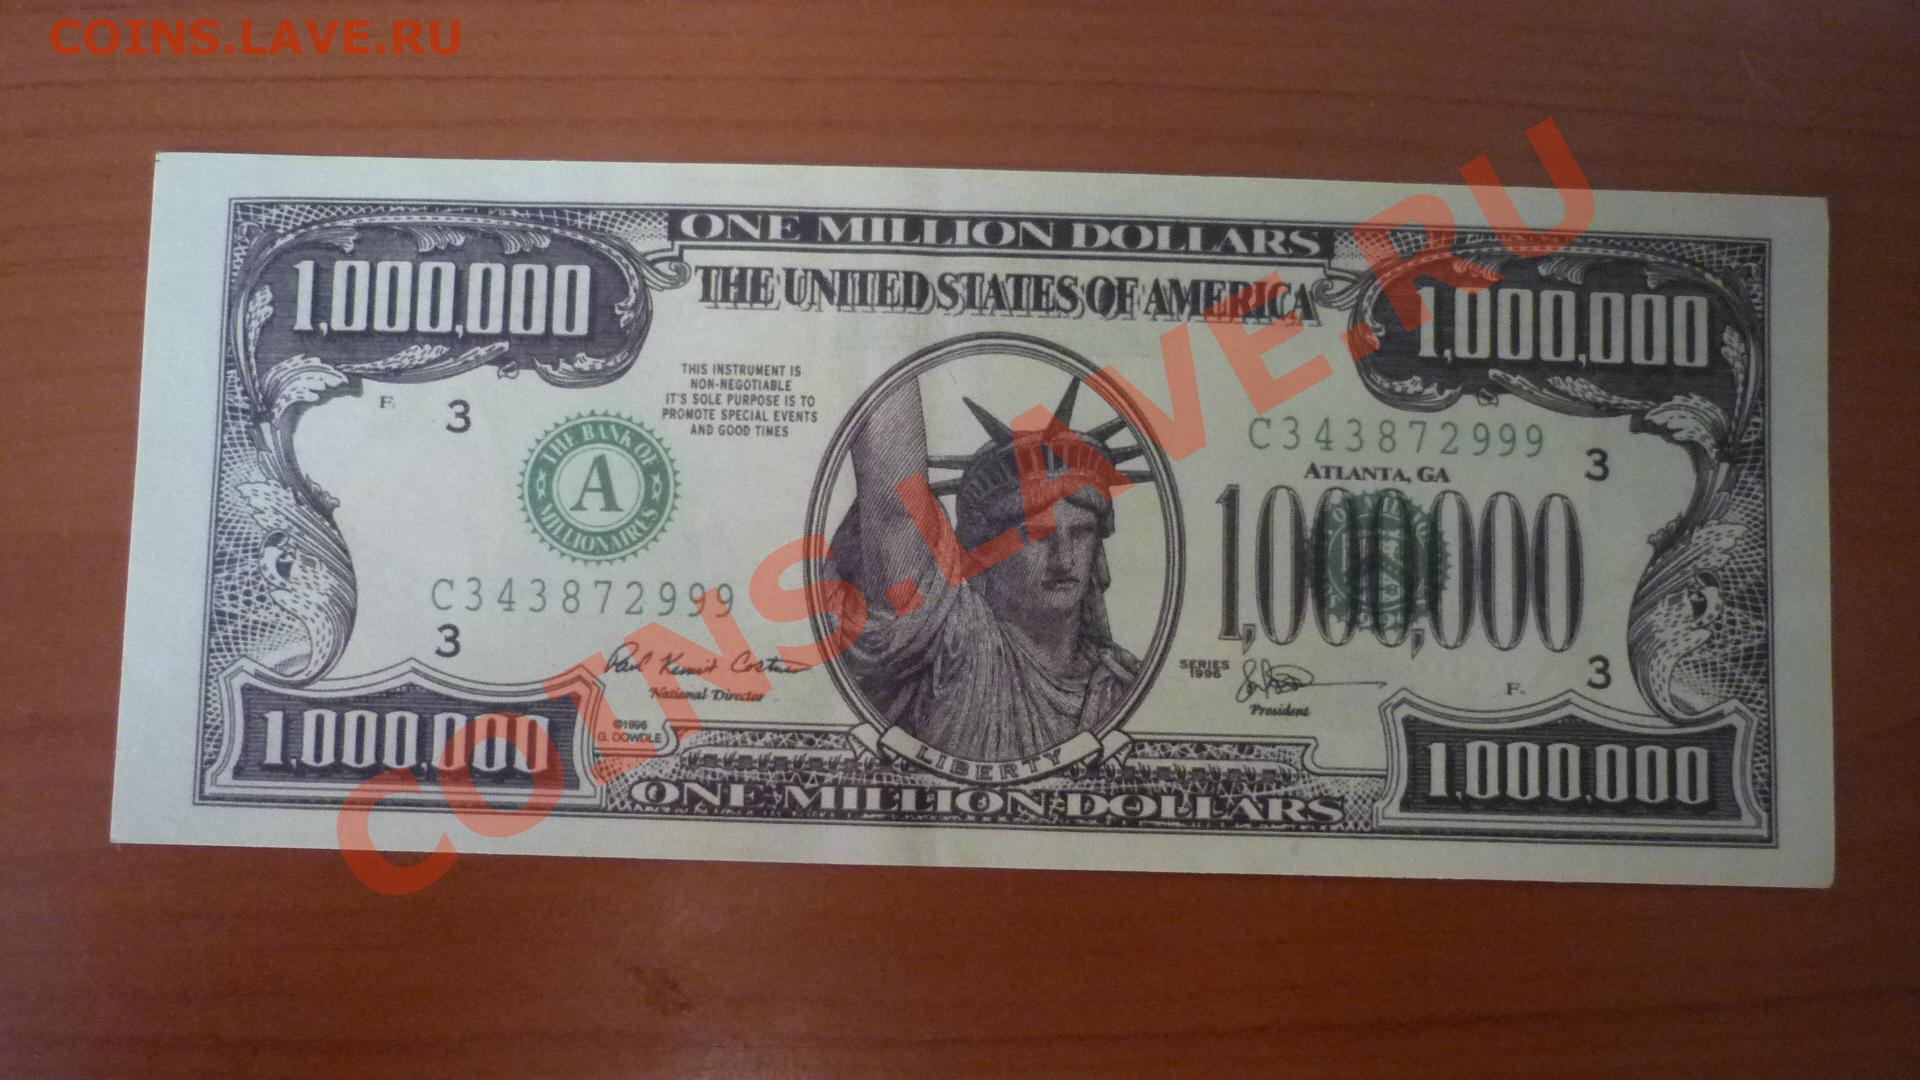 COINS.LAVE.RU
ONE MILLION DOLLARS
1,000,000
THE UNITED STATES OF AMERICA
1,000,000
THIS INSTRUMENT IS
NON-NEGOTIABLE
IT'S SOLE PURPOSE IS TO
PROMOTE SPECIAL EVENTS
AND GOOD TIMES
F.
3
THE BANK OF
A
MILLIONAIRES
C343872999
3
ATLANTA, GA
1,000,000
C343872999
3
Paul Kermit Costner
National Director
SERIES
1996
President
F.
3
©1996
G. DOWDLE
1,000,000
LIBERTY
1,000,000
ONE MILLION DOLLARS
COINS.LAVE.RU